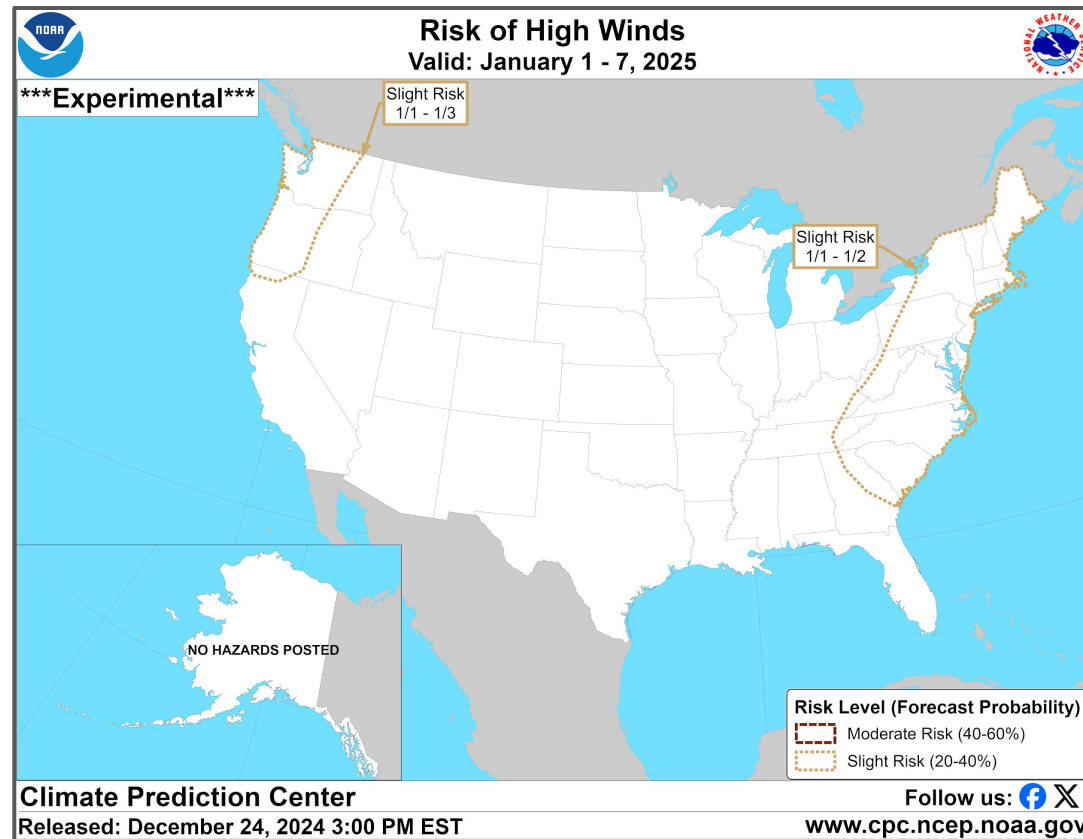 NOAA
Risk of High Winds
Valid: January 1 - 7, 2025
NATIONAL WEATHER SERVICE
***Experimental***
Slight Risk
1/1 - 1/3
Slight Risk
1/1 - 1/2
NO HAZARDS POSTED
Risk Level (Forecast Probability)
Moderate Risk (40-60%)
Slight Risk (20-40%)
Climate Prediction Center
Follow us:
Released: December 24, 2024 3:00 PM EST
www.cpc.ncep.noaa.gov